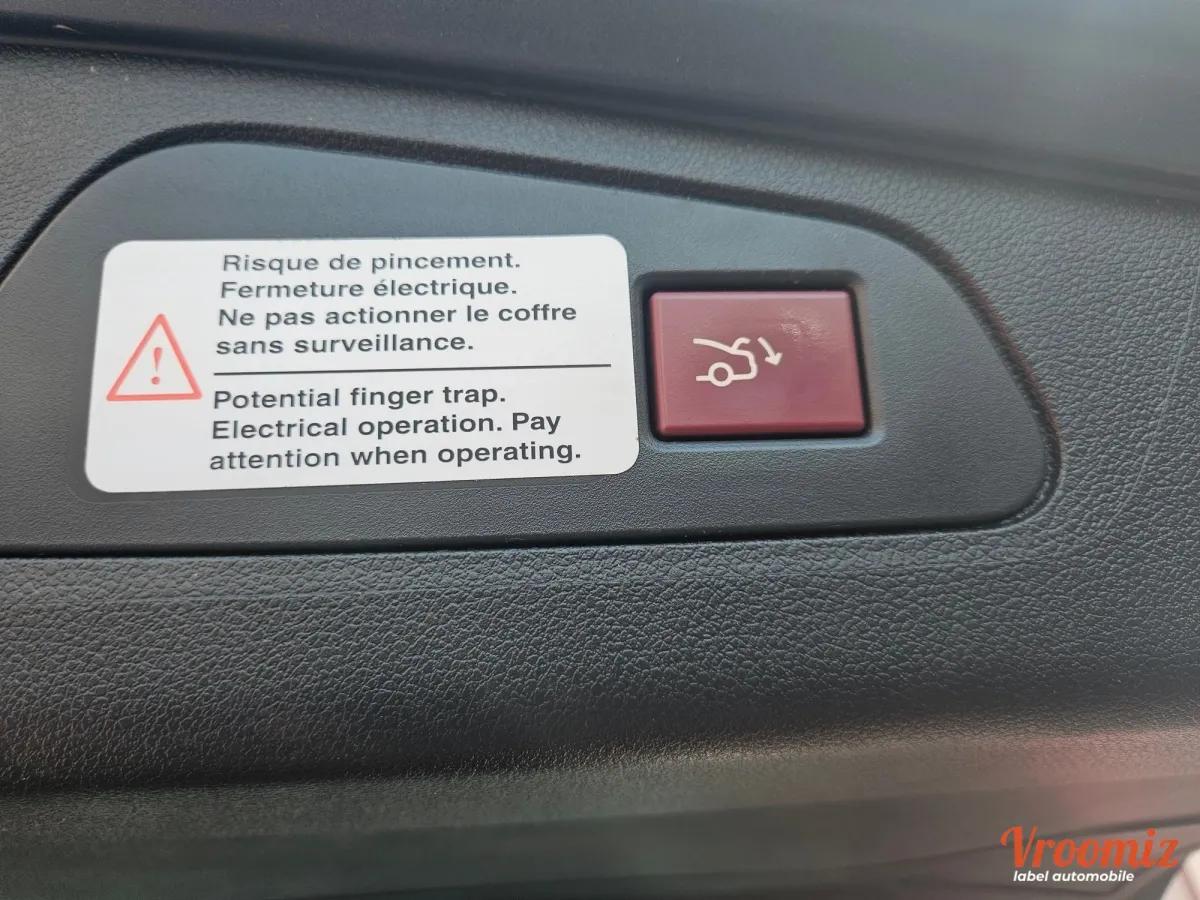 Risque de pincement.
Fermeture électrique.
Ne pas actionner le coffre
sans surveillance.
Potential finger trap.
Electrical operation. Pay
attention when operating.
Vroomiz
label automobile